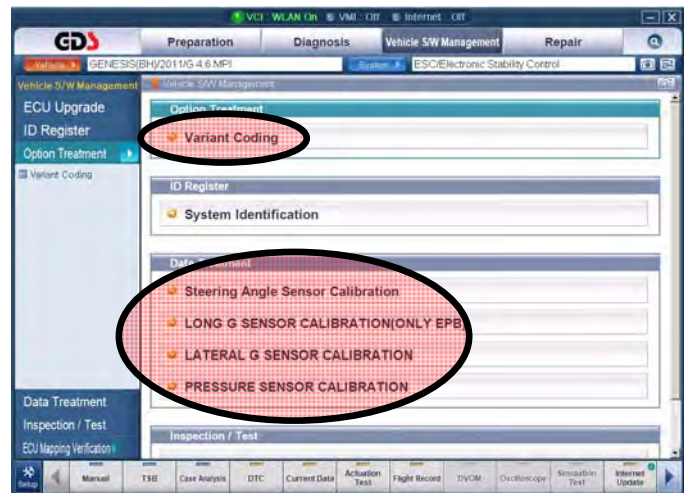 VCI : WLAN On VMI : Off Internet : Off
GDS Preparation Diagnosis Vehicle S/W Management Repair
Vehicle GENESIS(BH)/2011/G 4.6 MPI System ESC/Electronic Stability Control
Vehicle S/W Management Vehicle S/W Management
ECU Upgrade
ID Register
Option Treatment
Variant Coding
Option Treatment
Variant Coding
ID Register
System Identification
Data Treatment
Steering Angle Sensor Calibration
LONG G SENSOR CALIBRATION(ONLY EPB)
LATERAL G SENSOR CALIBRATION
PRESSURE SENSOR CALIBRATION
Inspection / Test
Data Treatment
Inspection / Test
ECU Mapping Verification
Setup Manual TSB Case Analysis DTC Current Data Actuation Test Flight Record DVOM Oscilloscope Simulation Test Internet Update